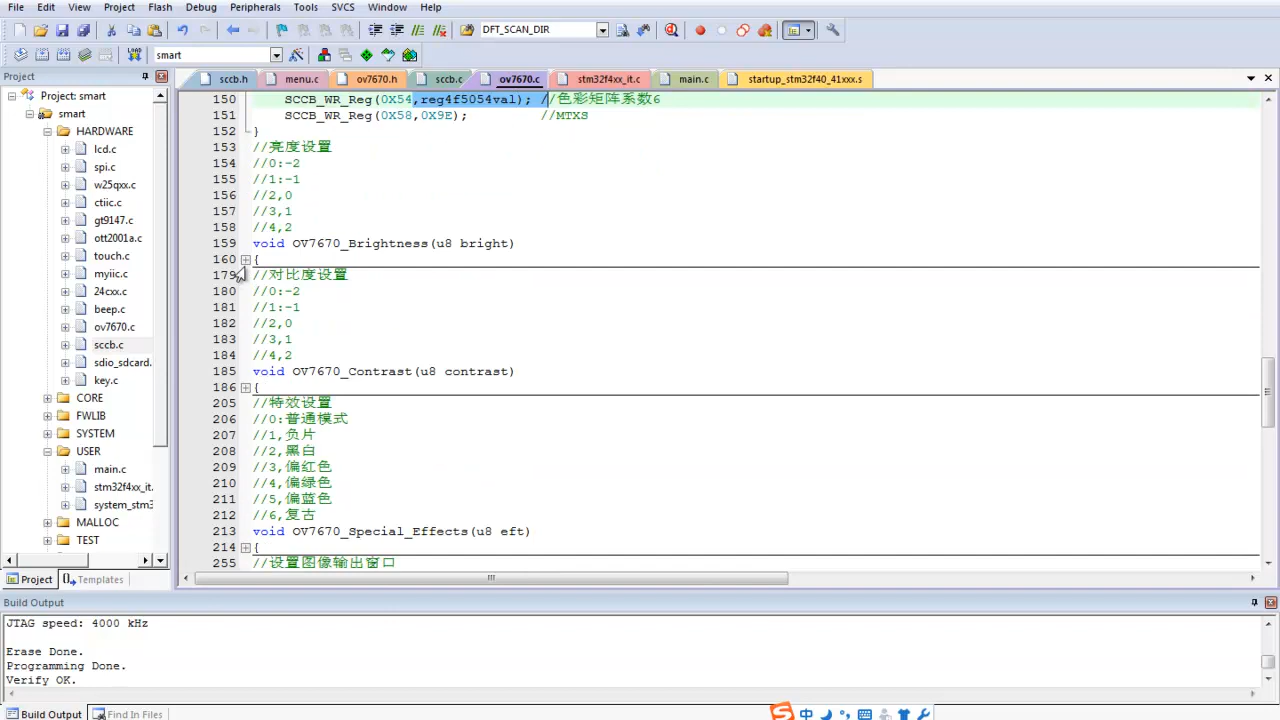 File Edit View Project Flash Debug Peripherals Tools SVCS Window Help
DFT_SCAN_DIR
LOAD smart
Project
sccb.h menu.c ov7670.h sccb.c ov7670.c stm32f4xx_it.c main.c startup_stm32f40_41xxx.s
Project: smart
smart
HARDWARE
lcd.c
spi.c
w25qxx.c
ctiic.c
gt9147.c
ott2001a.c
touch.c
myiic.c
24cxx.c
beep.c
ov7670.c
sccb.c
sdio_sdcard.
key.c
CORE
FWLIB
SYSTEM
USER
main.c
stm32f4xx_it.
system_stm3
MALLOC
TEST
Project Templates
150 SCCB_WR_Reg(0X54,reg4f5054val); //色彩矩阵系数6
151 SCCB_WR_Reg(0X58,0X9E); //MTXS
152 }
153 //亮度设置
154 //0:-2
155 //1:-1
156 //2,0
157 //3,1
158 //4,2
159 void OV7670_Brightness(u8 bright)
160 {
179 //对比度设置
180 //0:-2
181 //1:-1
182 //2,0
183 //3,1
184 //4,2
185 void OV7670_Contrast(u8 contrast)
186 {
205 //特效设置
206 //0:普通模式
207 //1,负片
208 //2,黑白
209 //3,偏红色
210 //4,偏绿色
211 //5,偏蓝色
212 //6,复古
213 void OV7670_Special_Effects(u8 eft)
214 {
255 //设置图像输出窗口
Build Output
JTAG speed: 4000 kHz
Erase Done.
Programming Done.
Verify OK.
Build Output Find In Files
S 中